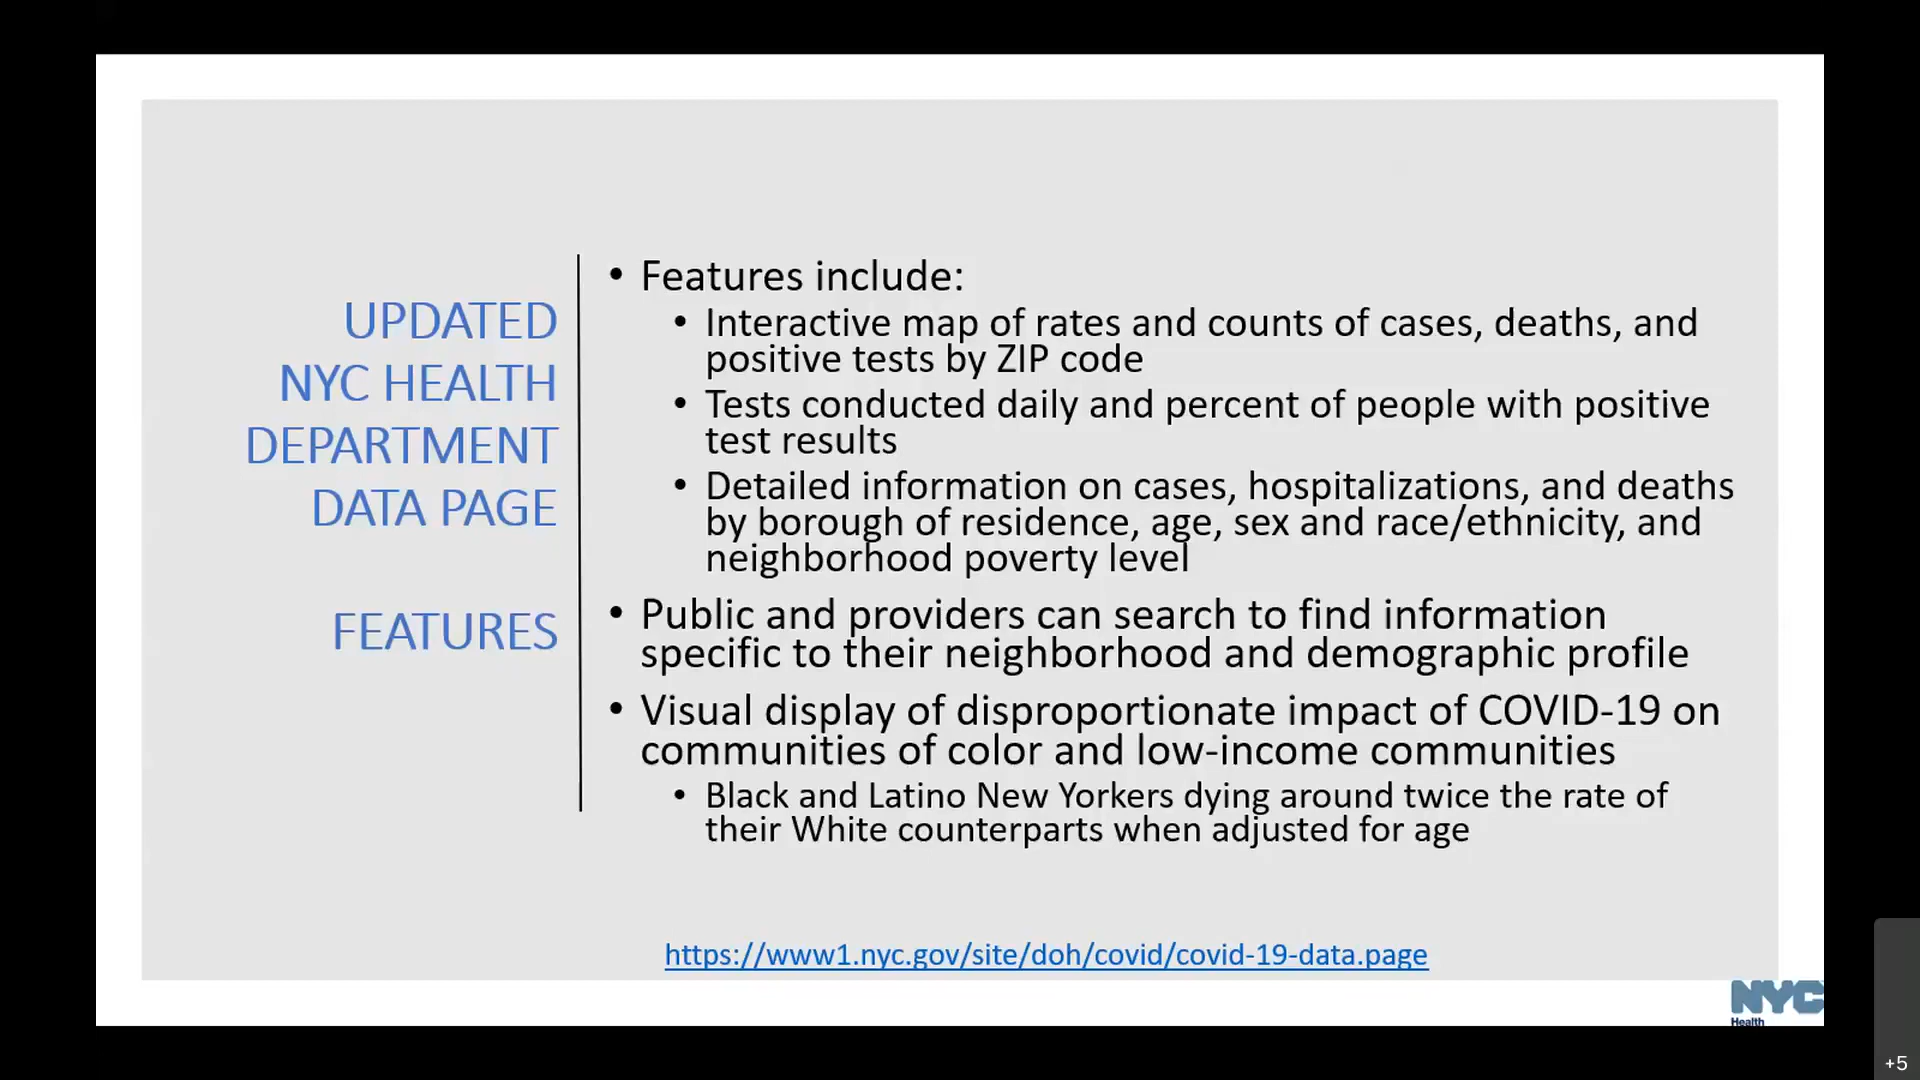 UPDATED
NYC HEALTH
DEPARTMENT
DATA PAGE
FEATURES
• Features include:
• Interactive map of rates and counts of cases, deaths, and
positive tests by ZIP code
• Tests conducted daily and percent of people with positive
test results
• Detailed information on cases, hospitalizations, and deaths
by borough of residence, age, sex and race/ethnicity, and
neighborhood poverty level
• Public and providers can search to find information
specific to their neighborhood and demographic profile
• Visual display of disproportionate impact of COVID-19 on
communities of color and low-income communities
• Black and Latino New Yorkers dying around twice the rate of
their White counterparts when adjusted for age
https://www1.nyc.gov/site/doh/covid/covid-19-data.page
NYC
Health
+5